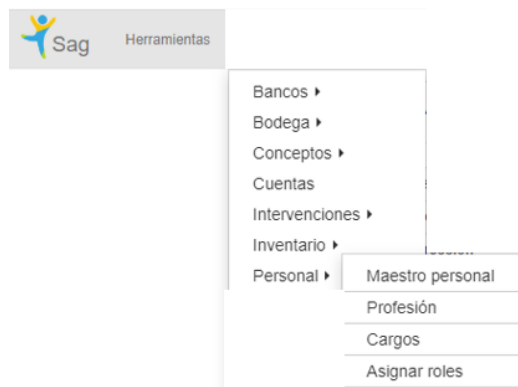 Sag Herramientas
Bancos
Bodega
Conceptos
Cuentas
Intervenciones
Inventario
Personal
Maestro personal
Profesión
Cargos
Asignar roles